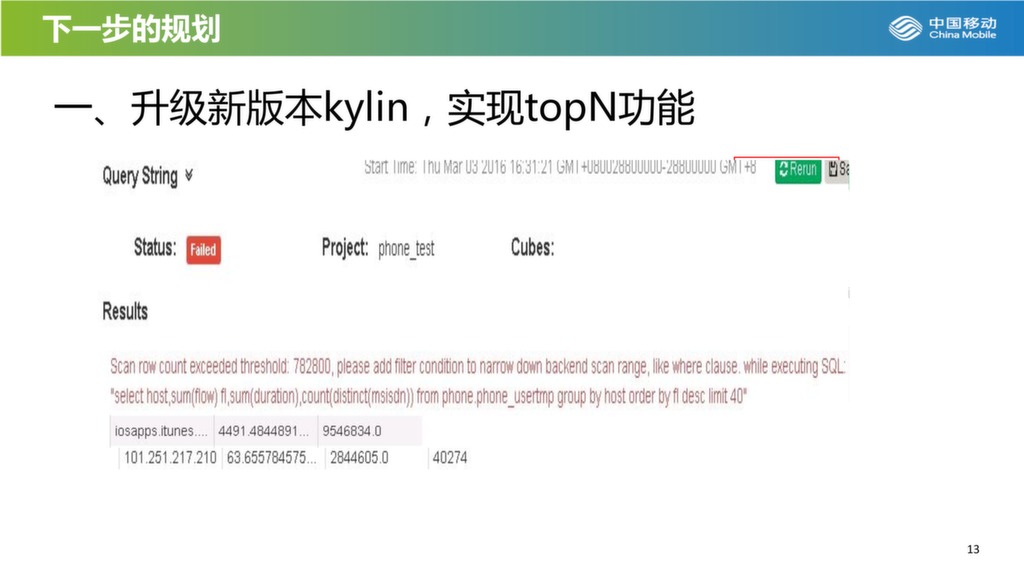 下一步的规划
中国移动
China Mobile
一、升级新版本kylin，实现topN功能
Query String
Start Time: Thu Mar 03 2016 16:31:21 GMT+080028800000-28800000 GMT+8
Rerun
Sa
Status: Failed
Project: phone_test
Cubes:
Results
Scan row count exceeded threshold: 782800, please add filter condition to narrow down backend scan range, like where clause. while executing SQL:
"select host,sum(flow) fl,sum(duration),count(distinct(msisdn)) from phone.phone_usertmp group by host order by fl desc limit 40"
iosapps.itunes.... 4491.4844891... 9546834.0
101.251.217.210 63.655784575... 2844605.0 40274
13